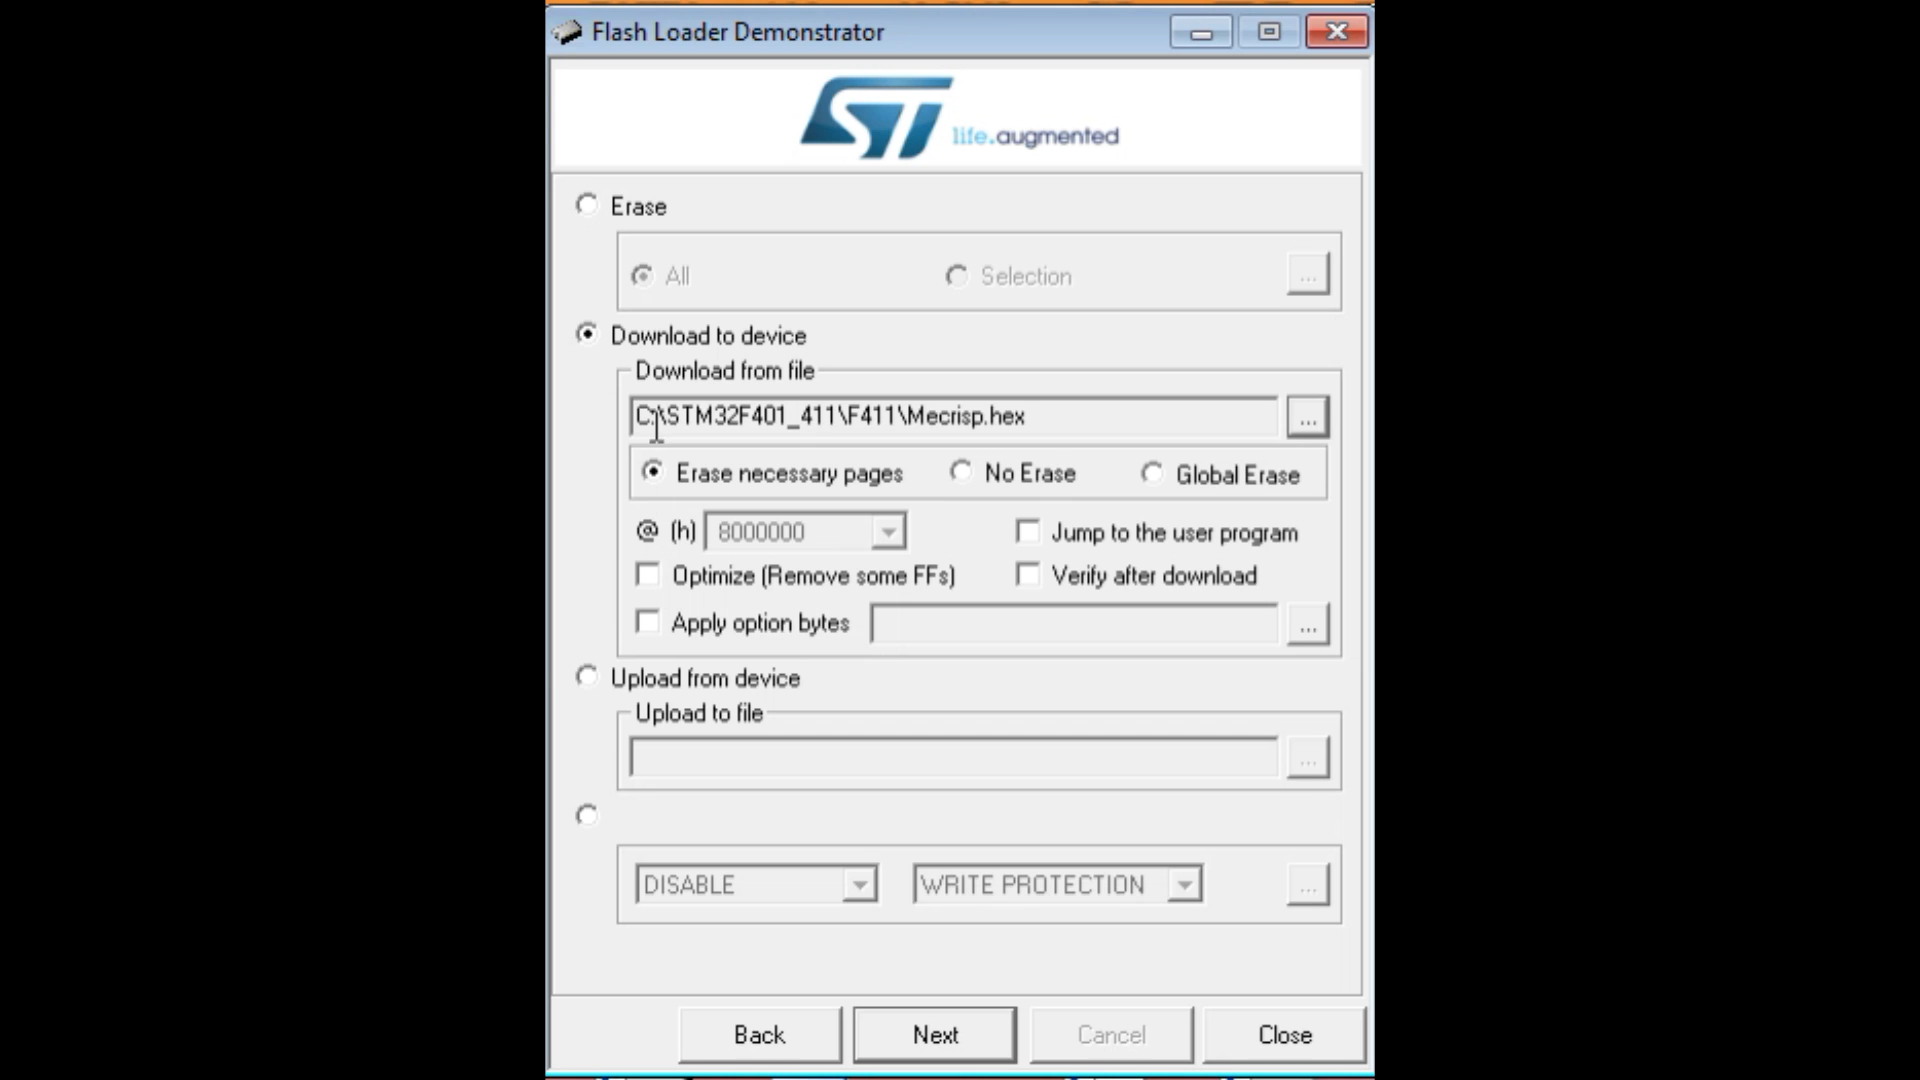 Flash Loader Demonstrator
ST life.augmented
Erase
All Selection ...
Download to device
Download from file
C:\STM32F401_411\F411\Mecrisp.hex ...
Erase necessary pages No Erase Global Erase
@ (h) 8000000 Jump to the user program
Optimize (Remove some FFs) Verify after download
Apply option bytes ...
Upload from device
Upload to file
...
DISABLE WRITE PROTECTION ...
Back Next Cancel Close